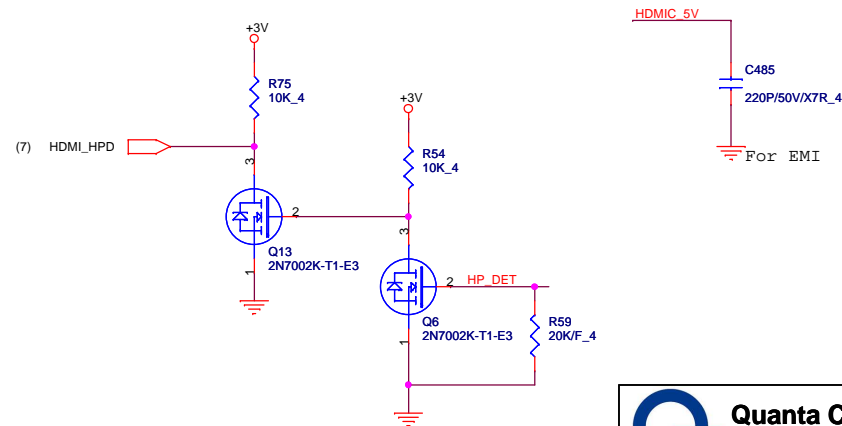 HDMIC_5V
+3V
C485
220P/50V/X7R_4
R75
10K_4
+3V
(7) HDMI_HPD
R54
10K_4
For EMI
3
2
3
Q13
2N7002K-T1-E3
1
2
HP_DET
Q6
2N7002K-T1-E3
R59
20K/F_4
1
Quanta C